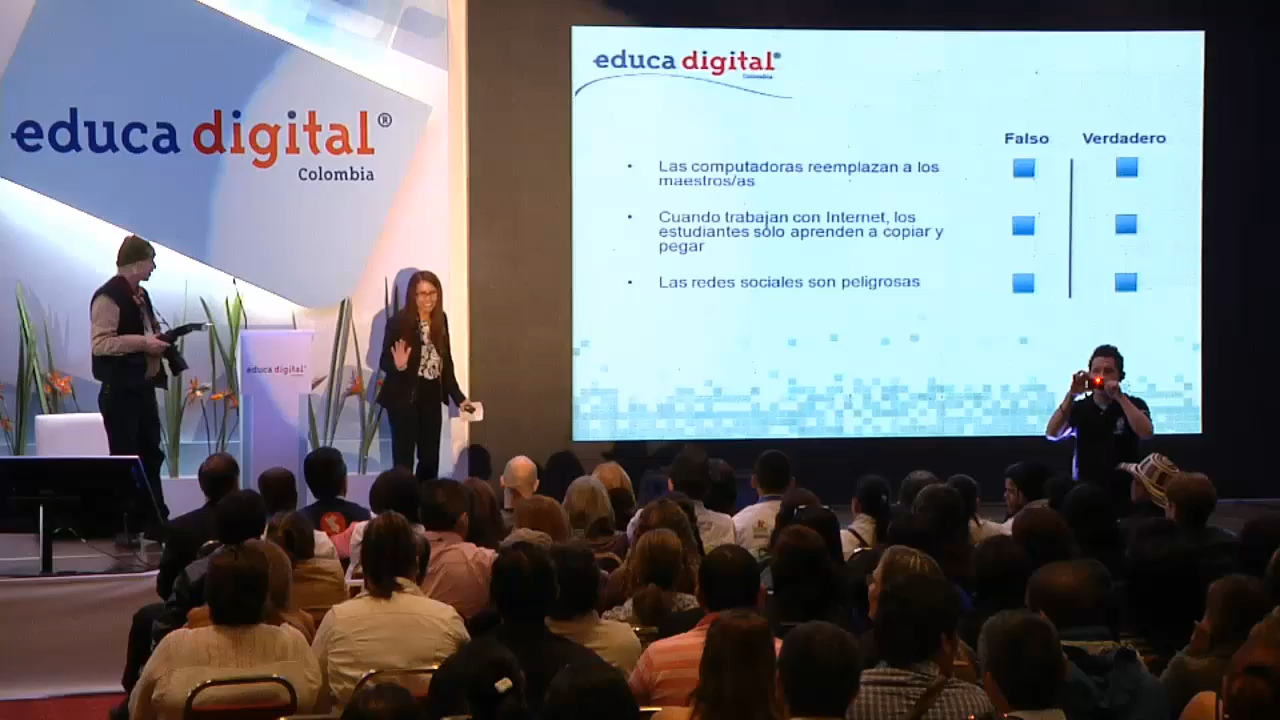 educa digital®
Colombia
educa digital®
educa digital®
Colombia
Falso Verdadero
• Las computadoras reemplazan a los
maestros/as
• Cuando trabajan con Internet, los
estudiantes sólo aprenden a copiar y
pegar
• Las redes sociales son peligrosas